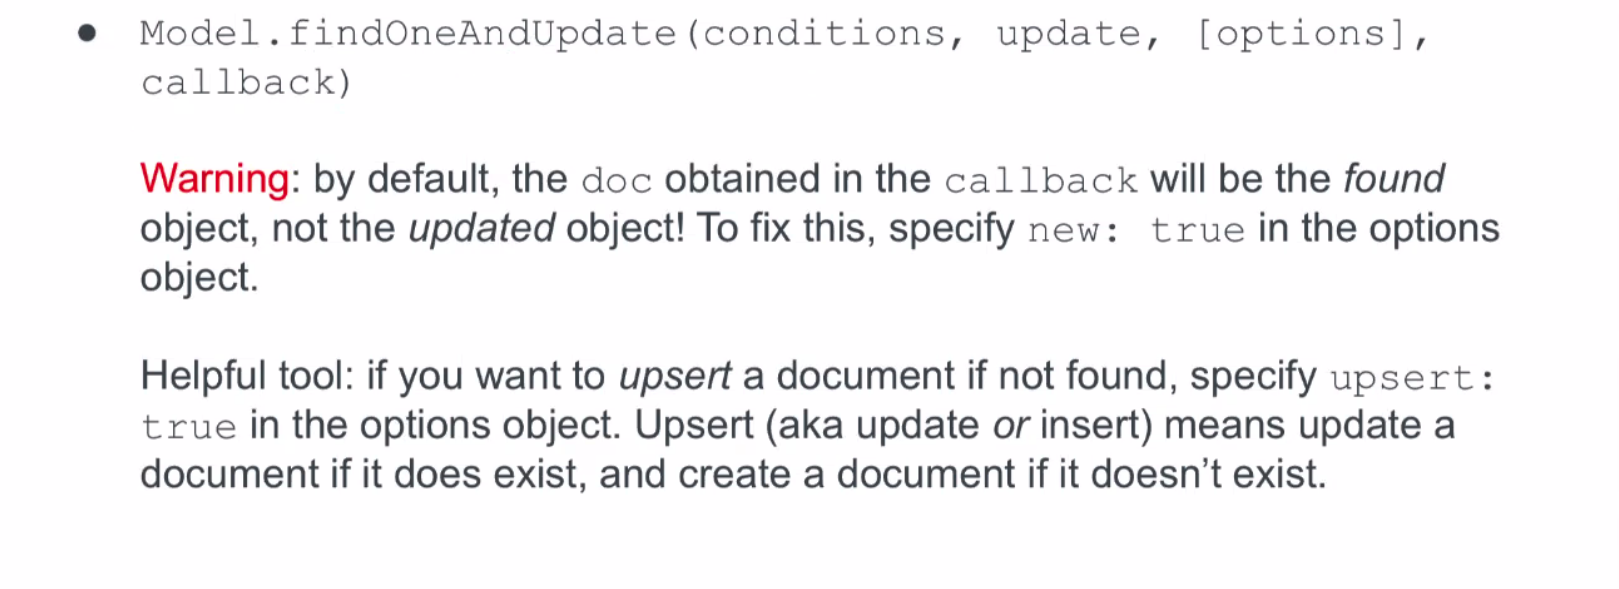 ● Model.findOneAndUpdate(conditions, update, [options],
callback)
Warning: by default, the doc obtained in the callback will be the found
object, not the updated object! To fix this, specify new: true in the options
object.
Helpful tool: if you want to upsert a document if not found, specify upsert:
true in the options object. Upsert (aka update or insert) means update a
document if it does exist, and create a document if it doesn’t exist.